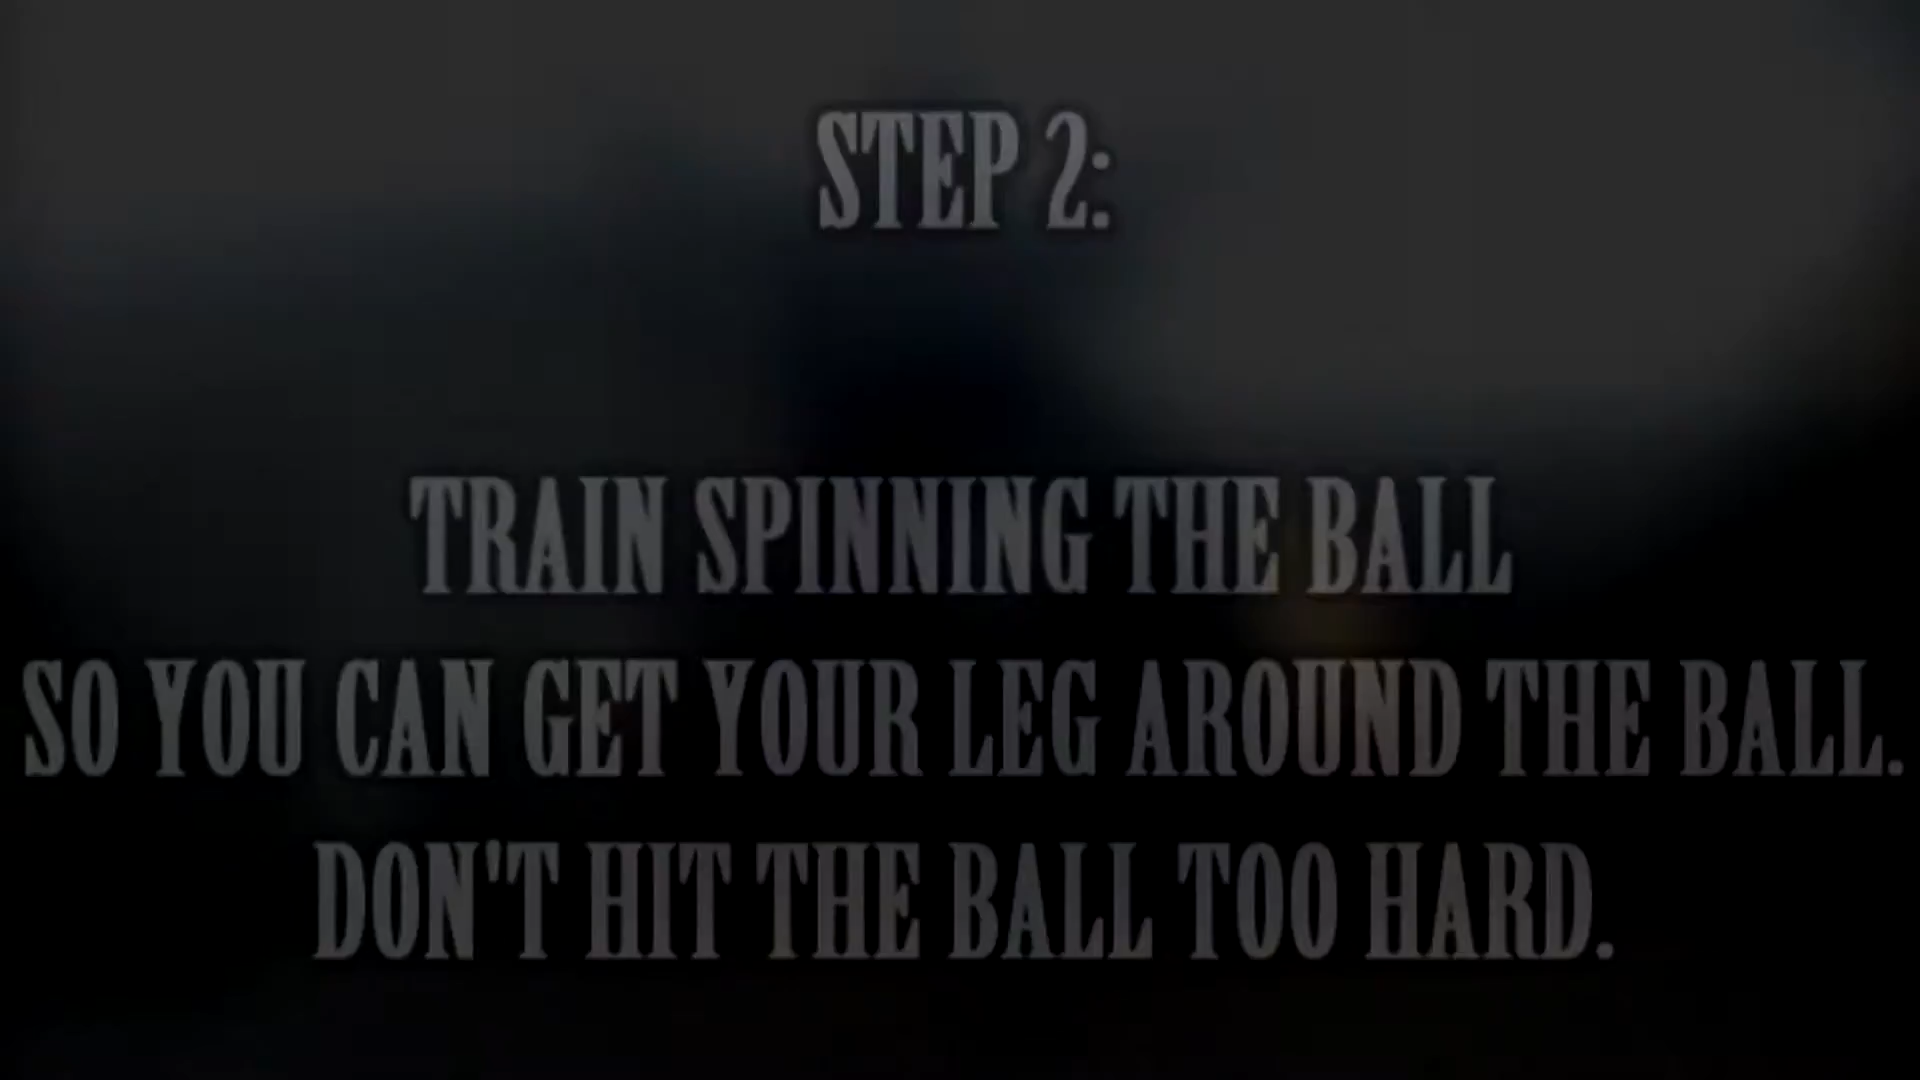 STEP 2:
TRAIN SPINNING THE BALL
SO YOU CAN GET YOUR LEG AROUND THE BALL.
DON'T HIT THE BALL TOO HARD.